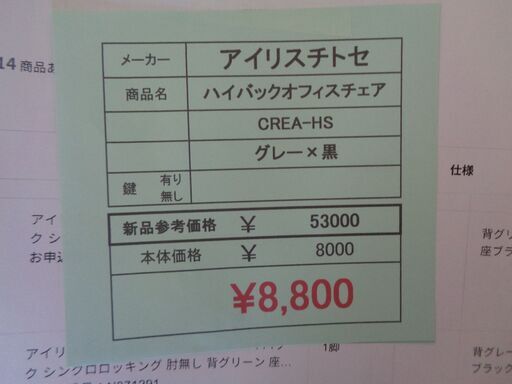 14 商品あ
メーカー アイリスチトセ
商品名 ハイバックオフィスチェア
CREA-HS
グレー×黒
仕様
鍵 有り
無し
新品参考価格 ¥ 53000
本体価格 ¥ 8000
¥8,800
アイ
ク シ
お申込
背グリ
座ブラ
アイリ
1脚
ク シンクロロッキング 肘無し 背グリーン 座...
背グレー
ブラック